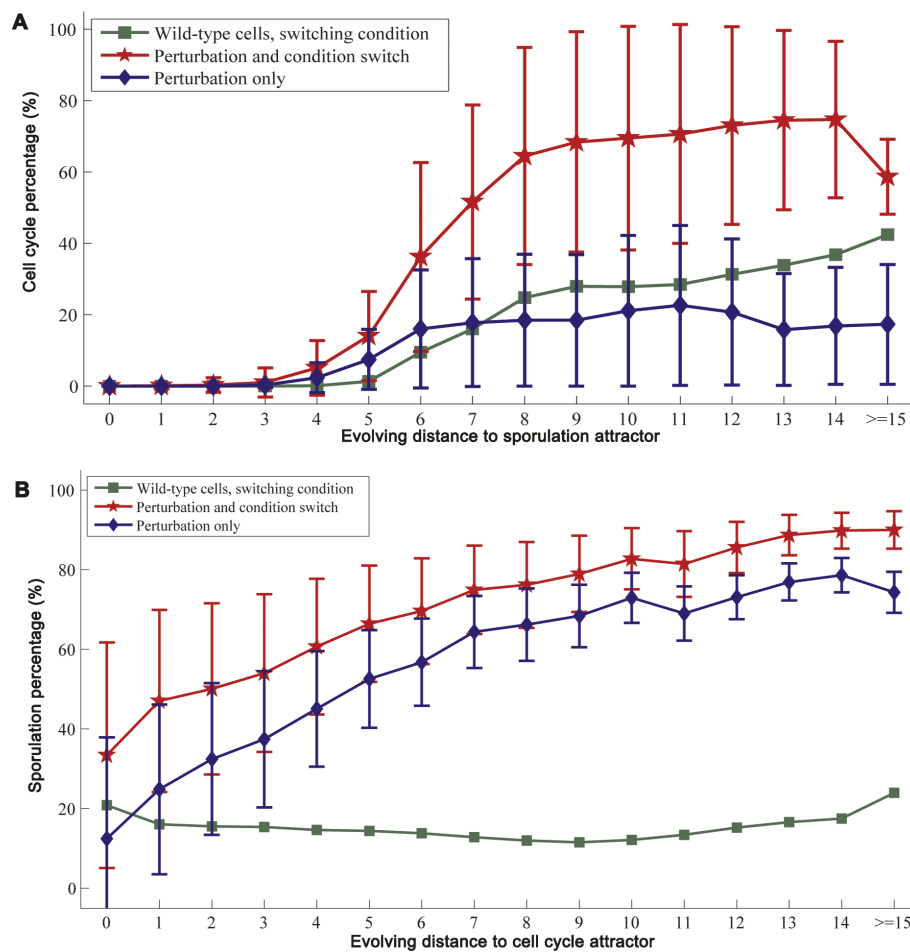 A
Wild-type cells, switching condition
Perturbation and condition switch
Perturbation only
Cell cycle percentage (%)
100
80
60
40
20
0
0 1 2 3 4 5 6 7 8 9 10 11 12 13 14 >=15
Evolving distance to sporulation attractor
B
Wild-type cells, switching condition
Perturbation and condition switch
Perturbation only
Sporulation percentage (%)
100
80
60
40
20
0
0 1 2 3 4 5 6 7 8 9 10 11 12 13 14 >=15
Evolving distance to cell cycle attractor